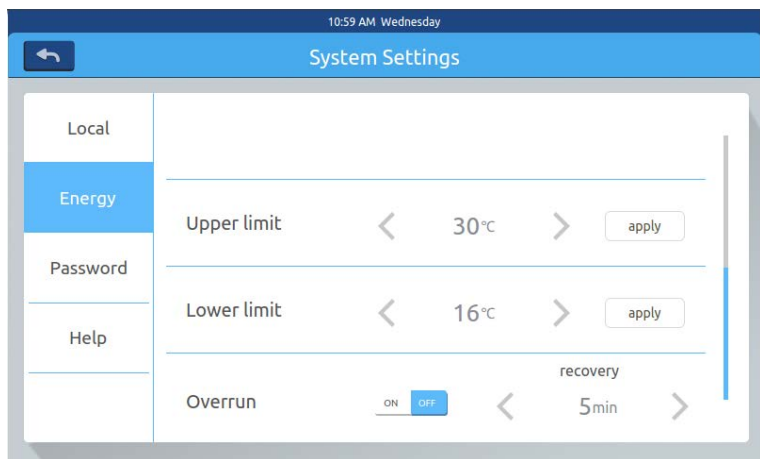 10:59 AM Wednesday
System Settings
Local
Energy
Password
Help
Upper limit 30℃ apply
Lower limit 16℃ apply
recovery
Overrun ON OFF 5min